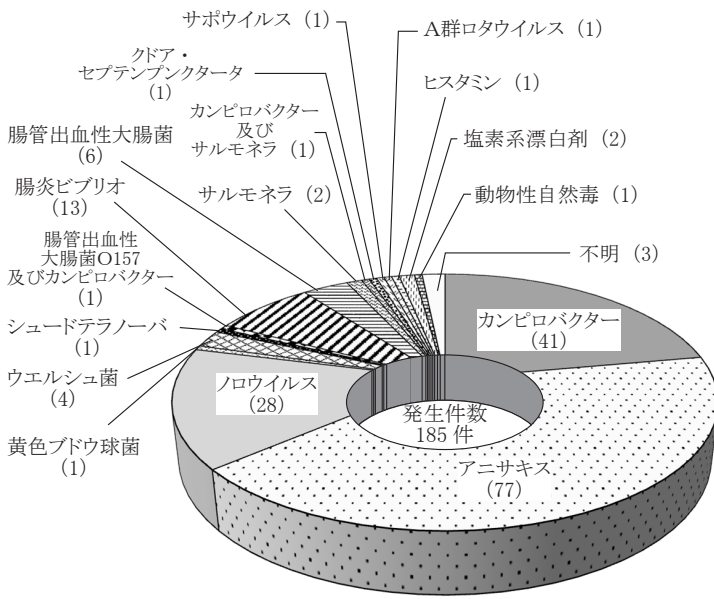 サポウイルス (1)
A群ロタウイルス (1)
クドア・
セプテンプンクタータ
(1)
ヒスタミン (1)
カンピロバクター
及び
サルモネラ (1)
塩素系漂白剤 (2)
腸管出血性大腸菌
(6)
サルモネラ (2)
動物性自然毒 (1)
腸炎ビブリオ
(13)
不明 (3)
腸管出血性
大腸菌O157
及びカンピロバクター
(1)
シュードテラノーバ
(1)
ウエルシュ菌
(4)
黄色ブドウ球菌
(1)
カンピロバクター
(41)
ノロウイルス
(28)
発生件数
185 件
アニサキス
(77)